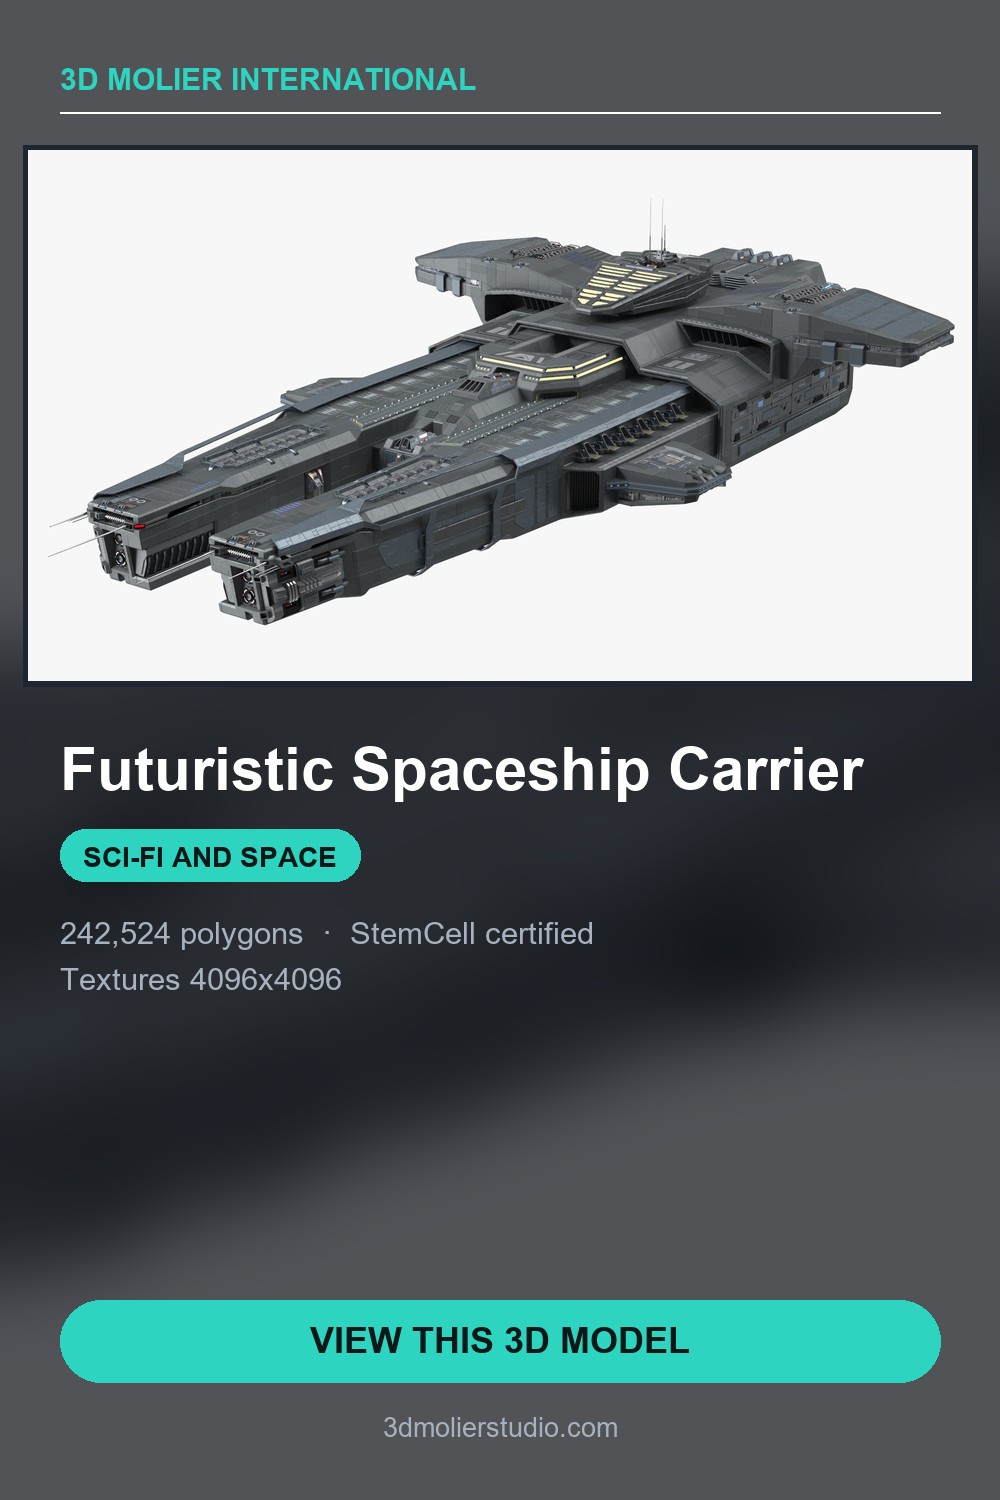 3D MOLIER INTERNATIONAL
Futuristic Spaceship Carrier
SCI-FI AND SPACE
242,524 polygons · StemCell certified
Textures 4096x4096
VIEW THIS 3D MODEL
3dmolierstudio.com